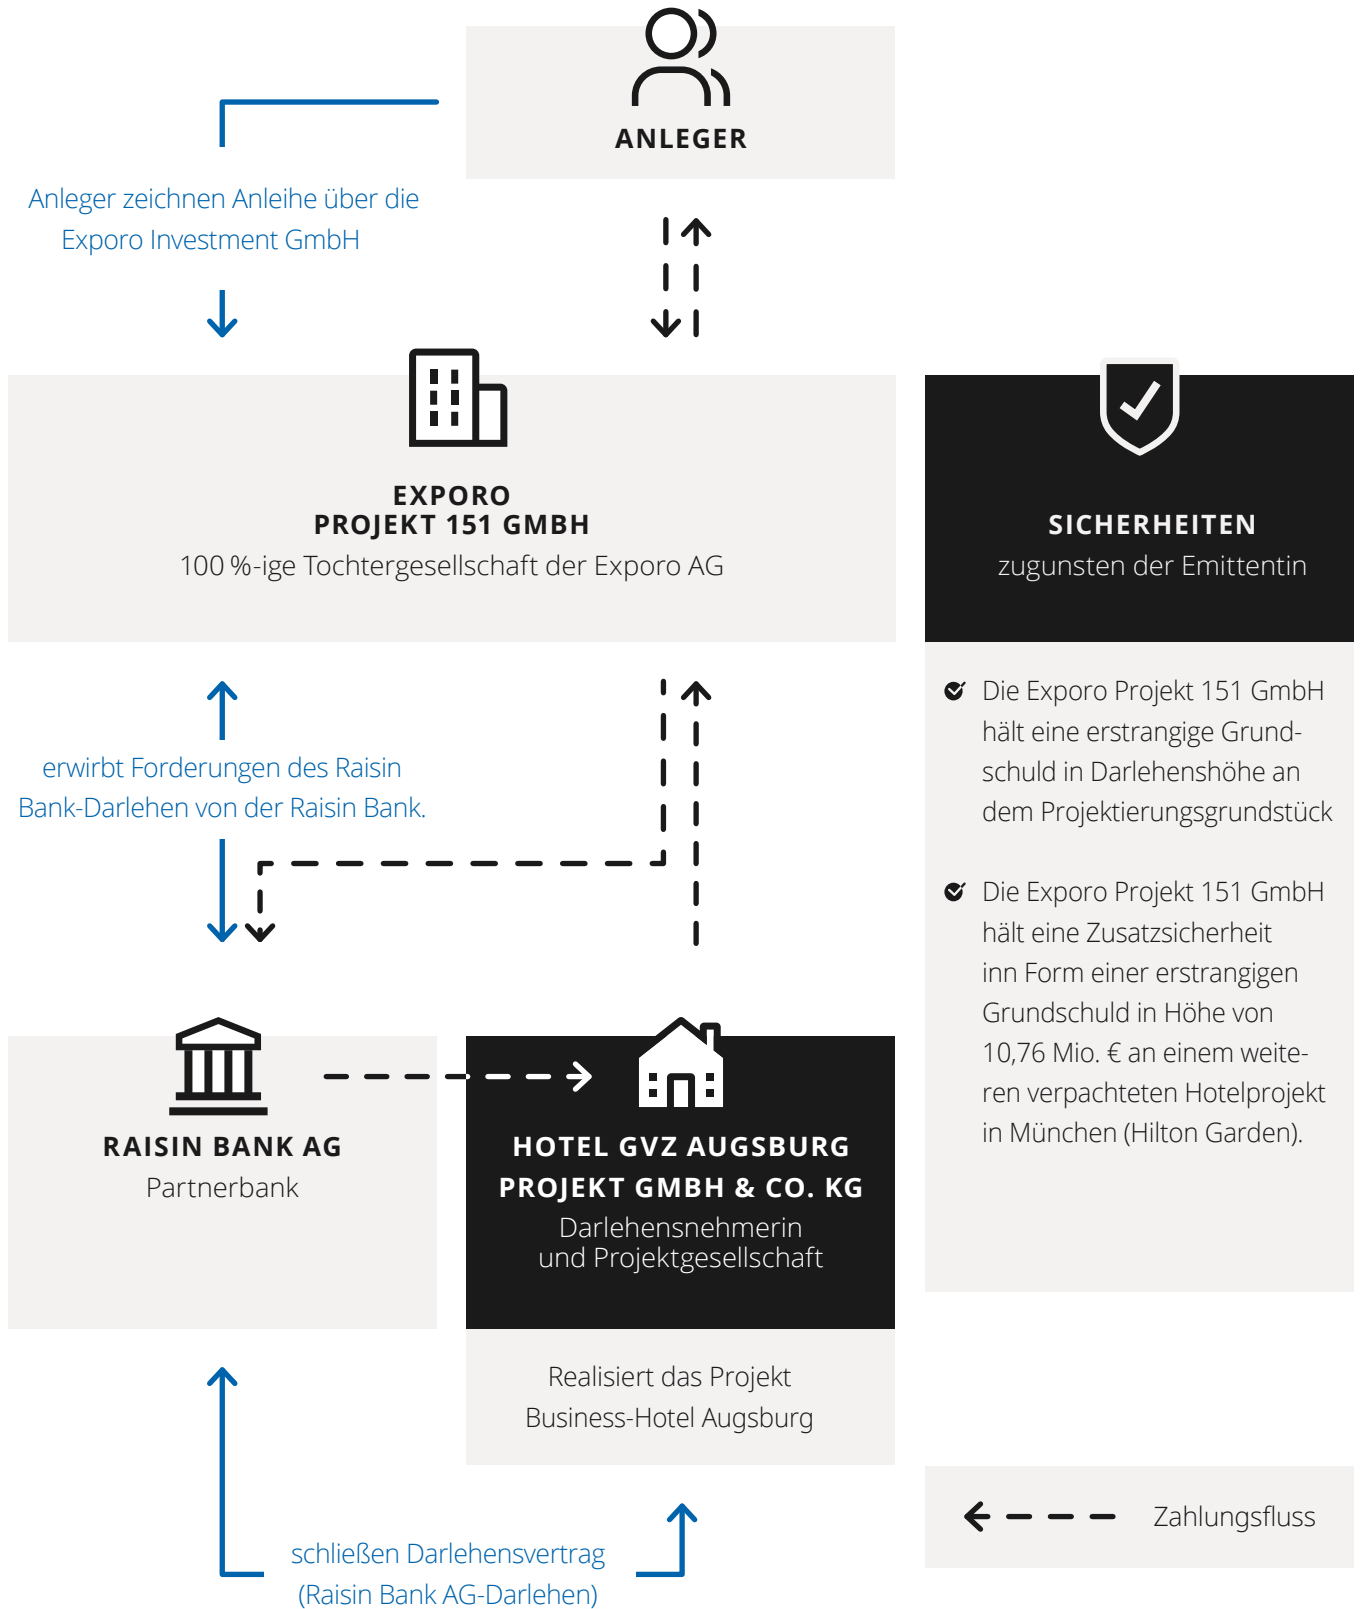 ANLEGER
Anleger zeichnen Anleihe über die
Exporo Investment GmbH
EXPORO
PROJEKT 151 GMBH
100 %-ige Tochtergesellschaft der Exporo AG
SICHERHEITEN
zugunsten der Emittentin
Die Exporo Projekt 151 GmbH
hält eine erstrangige Grund-
schuld in Darlehenshöhe an
dem Projektierungsgrundstück
Die Exporo Projekt 151 GmbH
hält eine Zusatzsicherheit
inn Form einer erstrangigen
Grundschuld in Höhe von
10,76 Mio. € an einem weite-
ren verpachteten Hotelprojekt
in München (Hilton Garden).
erwirbt Forderungen des Raisin
Bank-Darlehen von der Raisin Bank.
RAISIN BANK AG
Partnerbank
HOTEL GVZ AUGSBURG
PROJEKT GMBH & CO. KG
Darlehensnehmerin
und Projektgesellschaft
Realisiert das Projekt
Business-Hotel Augsburg
schließen Darlehensvertrag
(Raisin Bank AG-Darlehen)
Zahlungsfluss